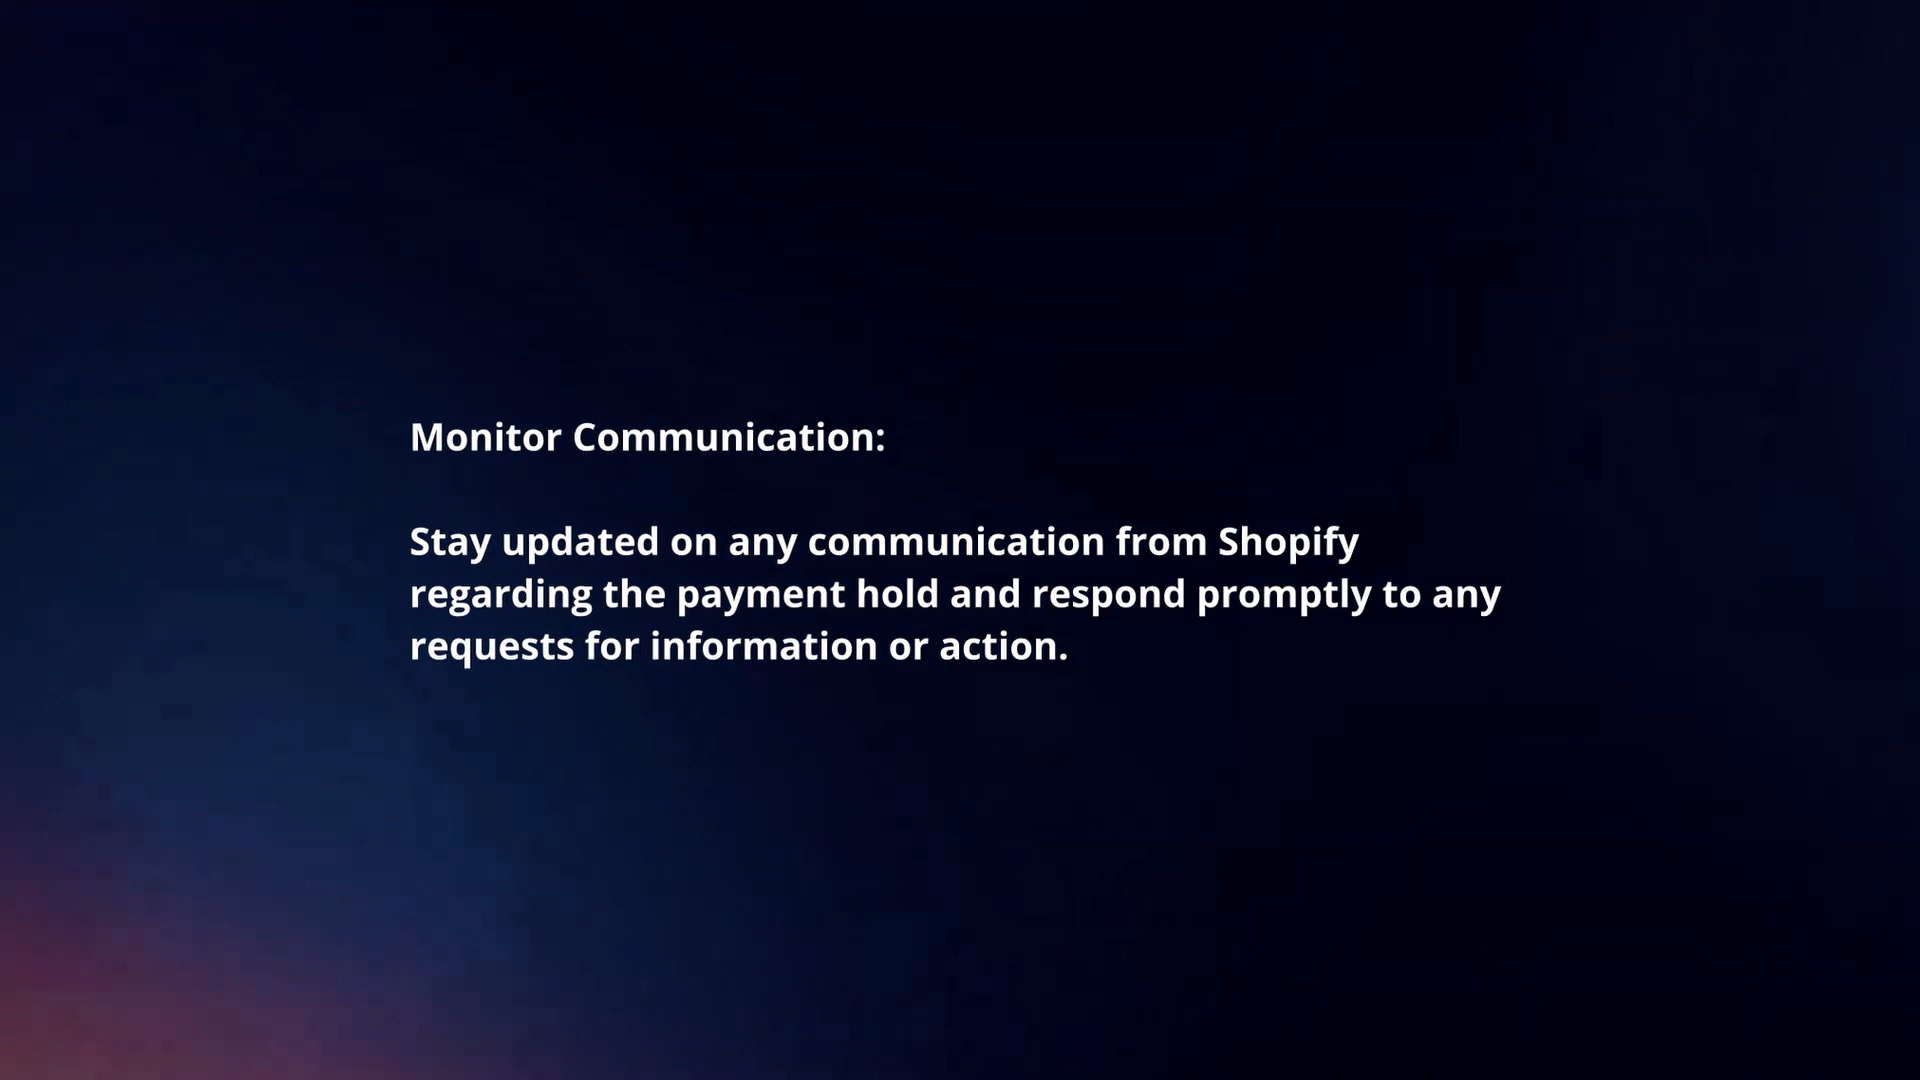 Monitor Communication:
Stay updated on any communication from Shopify
regarding the payment hold and respond promptly to any
requests for information or action.